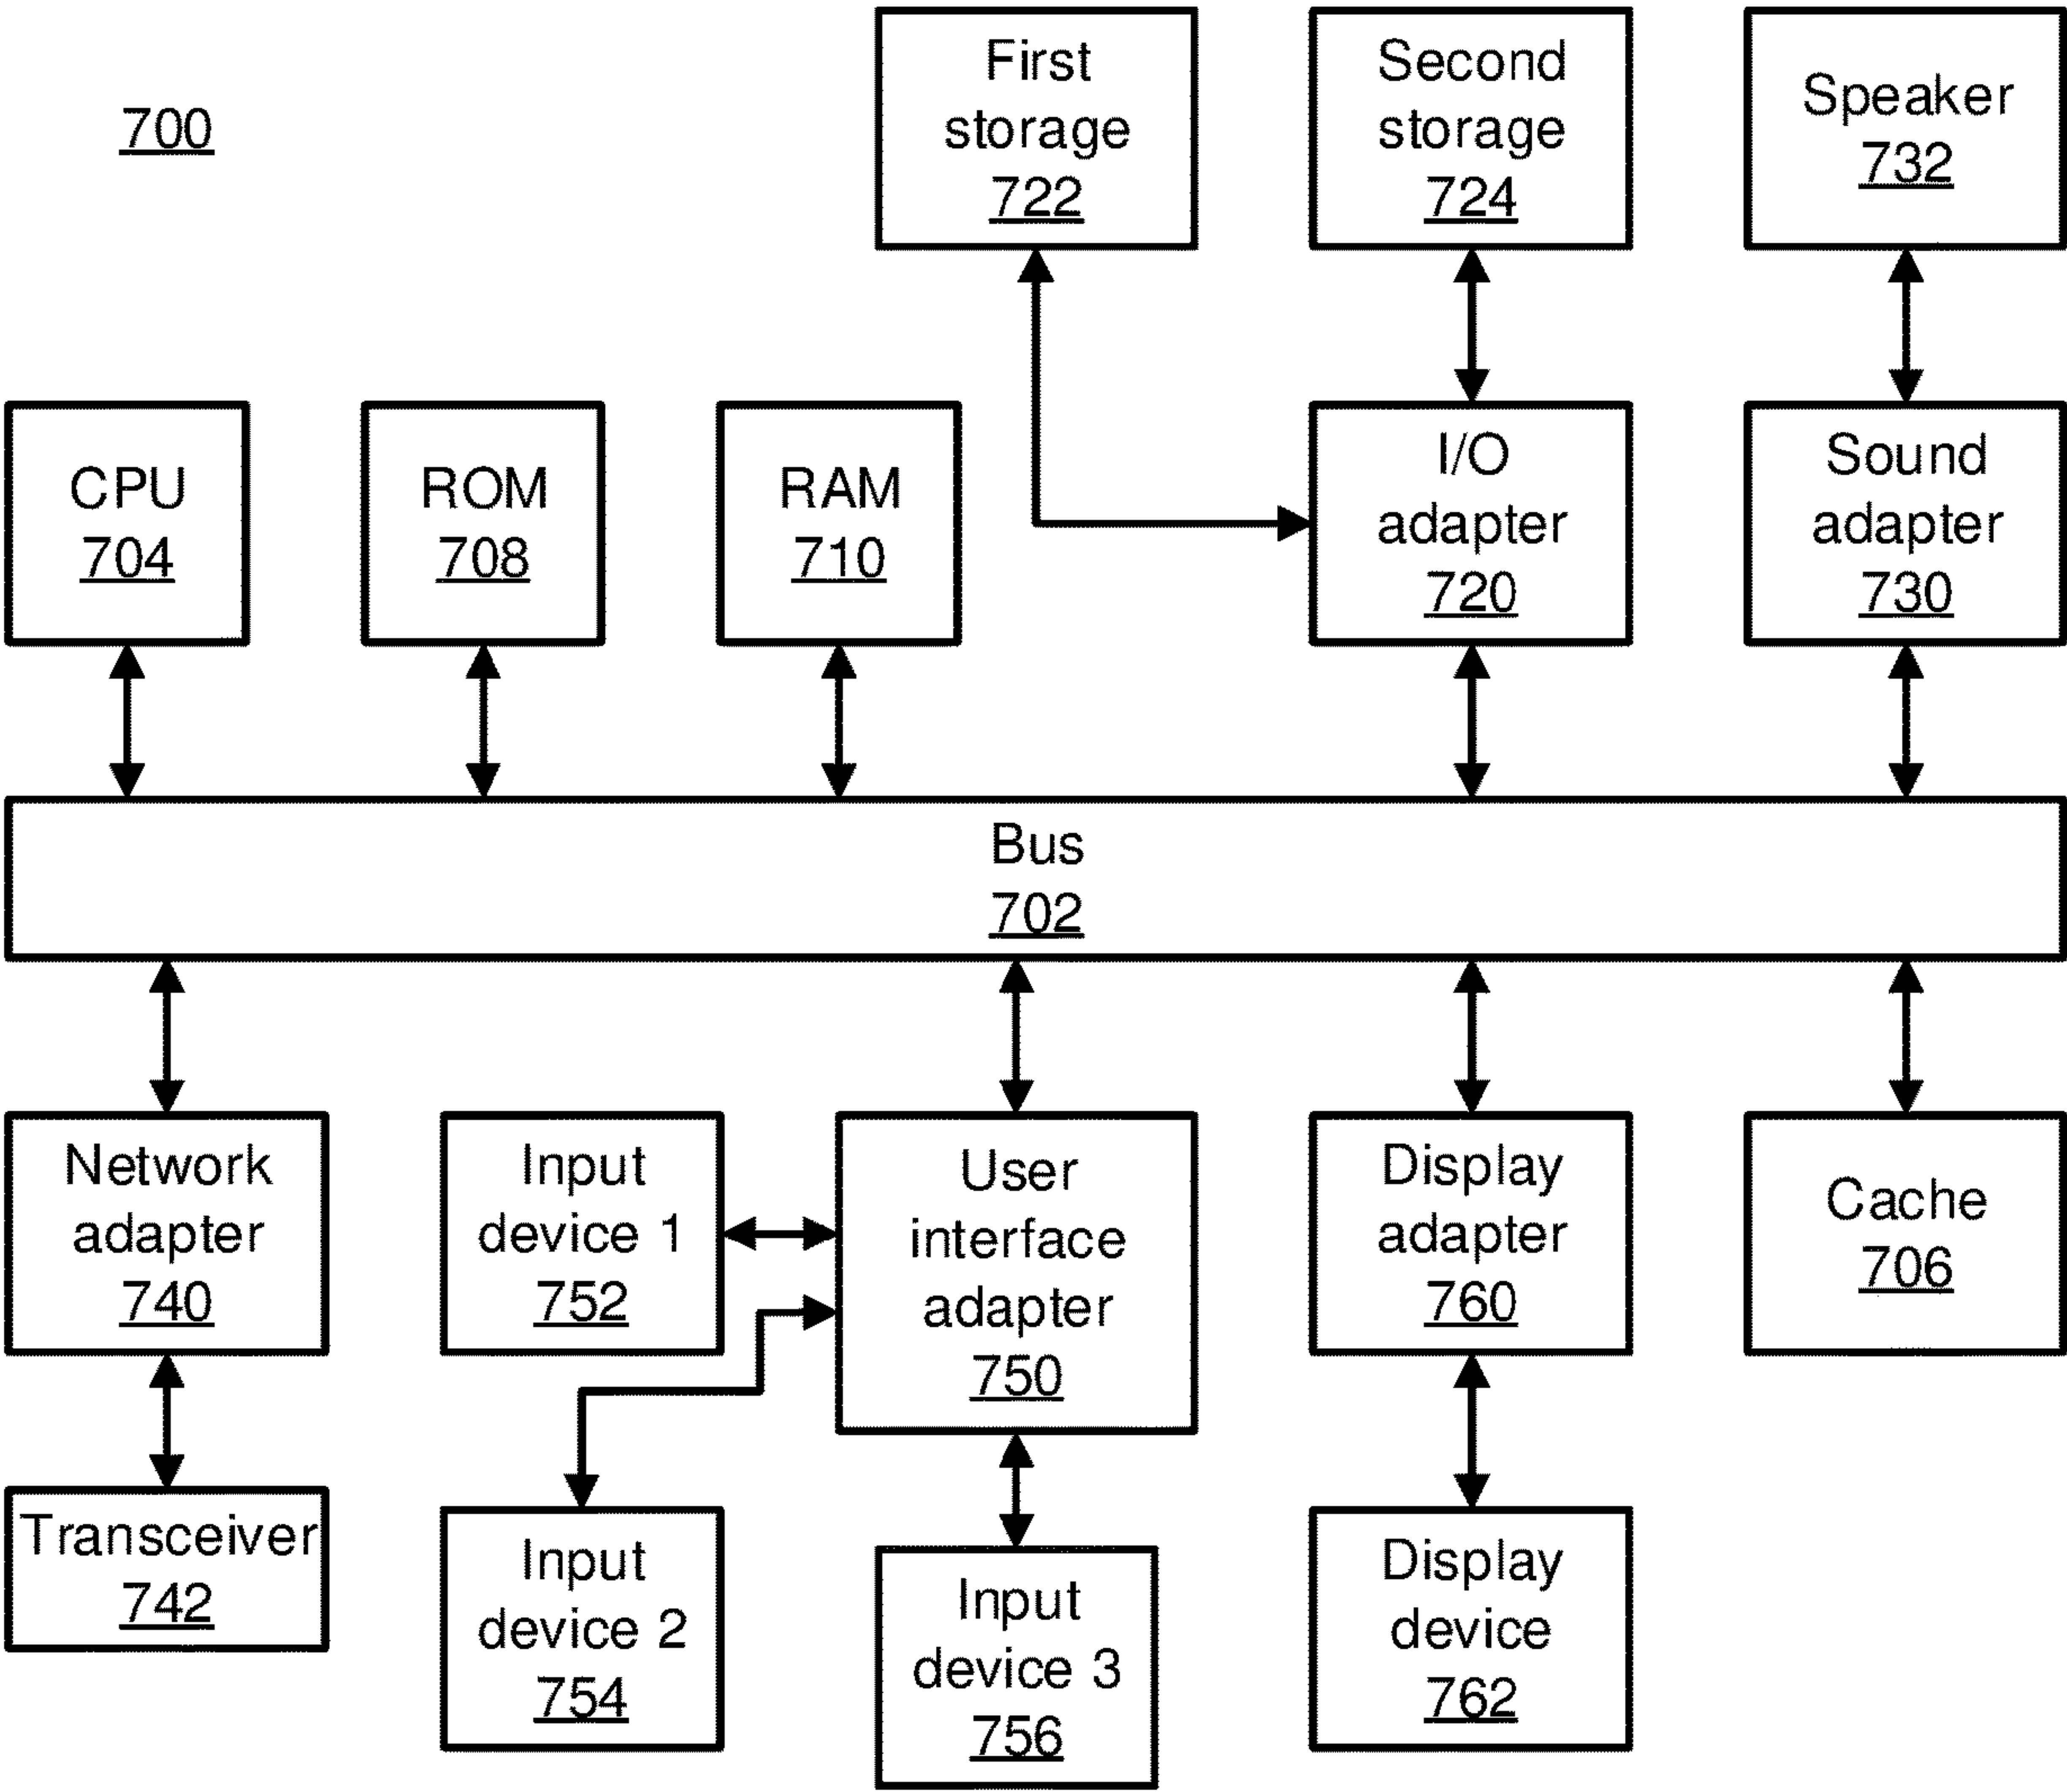 700
First
storage
722
Second
storage
724
Speaker
732
CPU
704
ROM
708
RAM
710
I/O
adapter
720
Sound
adapter
730
Bus
702
Network
adapter
740
Input
device 1
752
User
interface
adapter
750
Display
adapter
760
Cache
706
Transceiver
742
Input
device 2
754
Input
device 3
756
Display
device
762